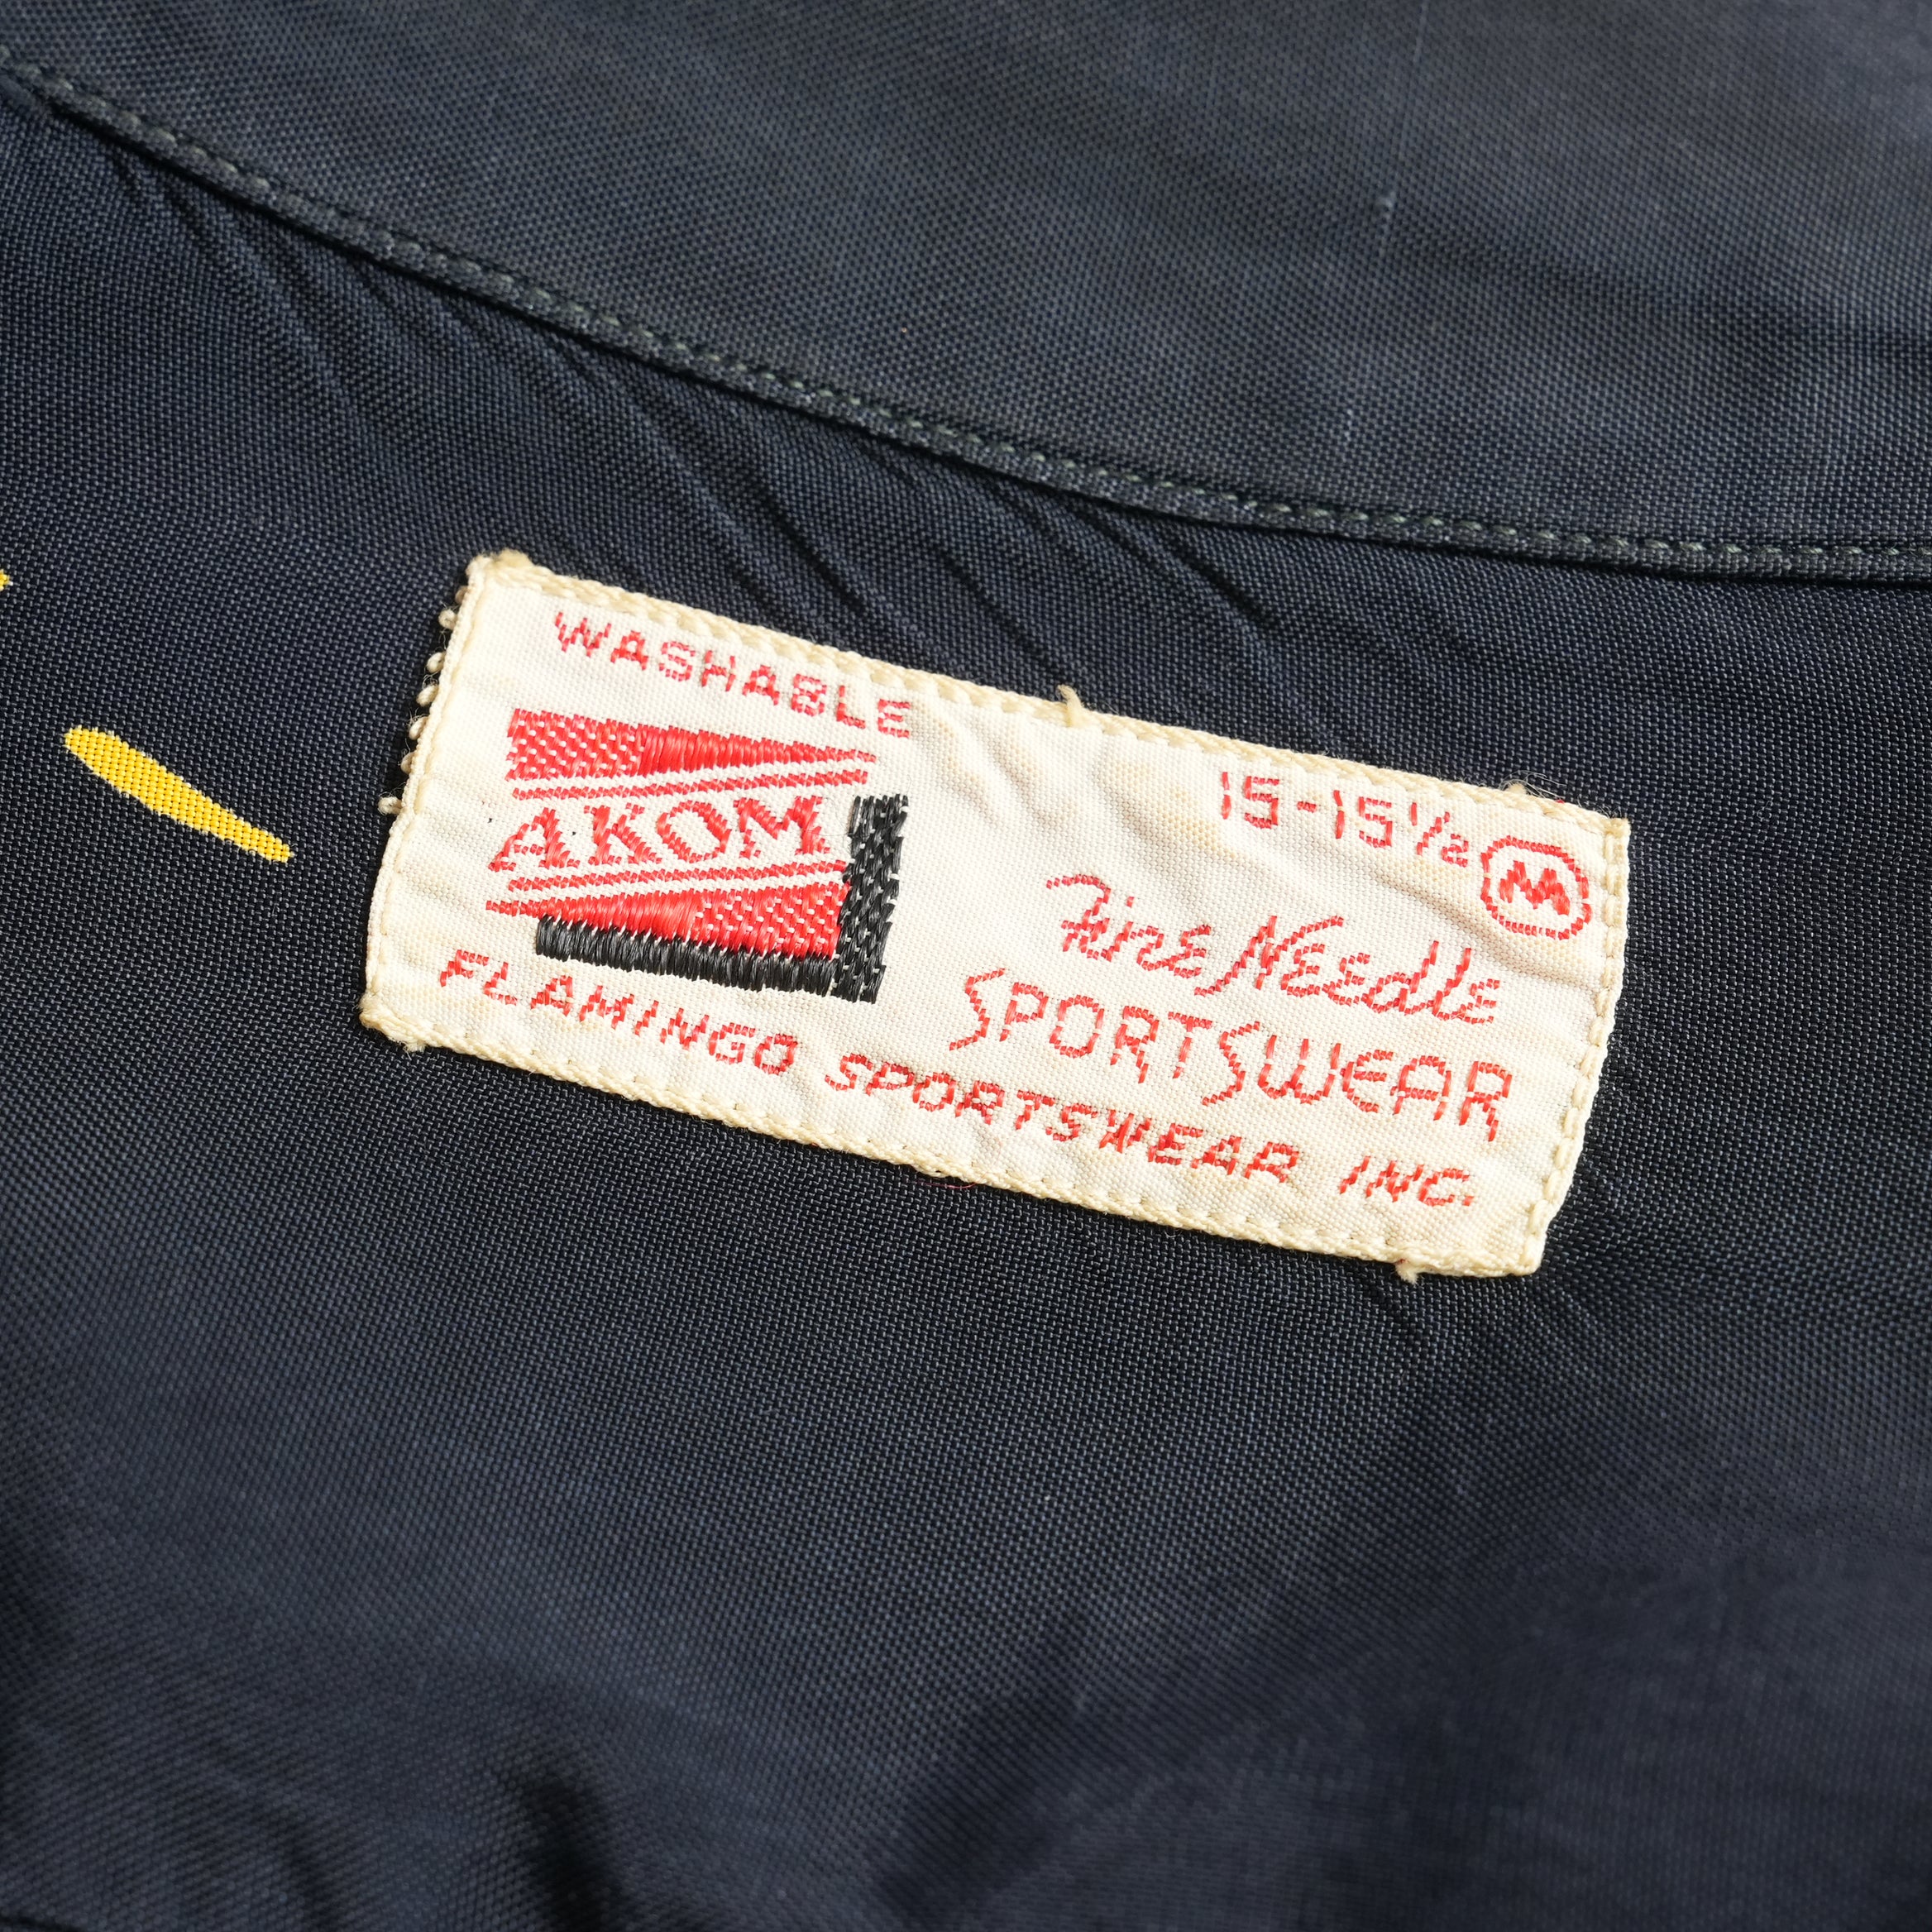 WASHABLE
AKOM
15-15½ M
Fine Needle
SPORTSWEAR
FLAMINGO SPORTSWEAR INC.